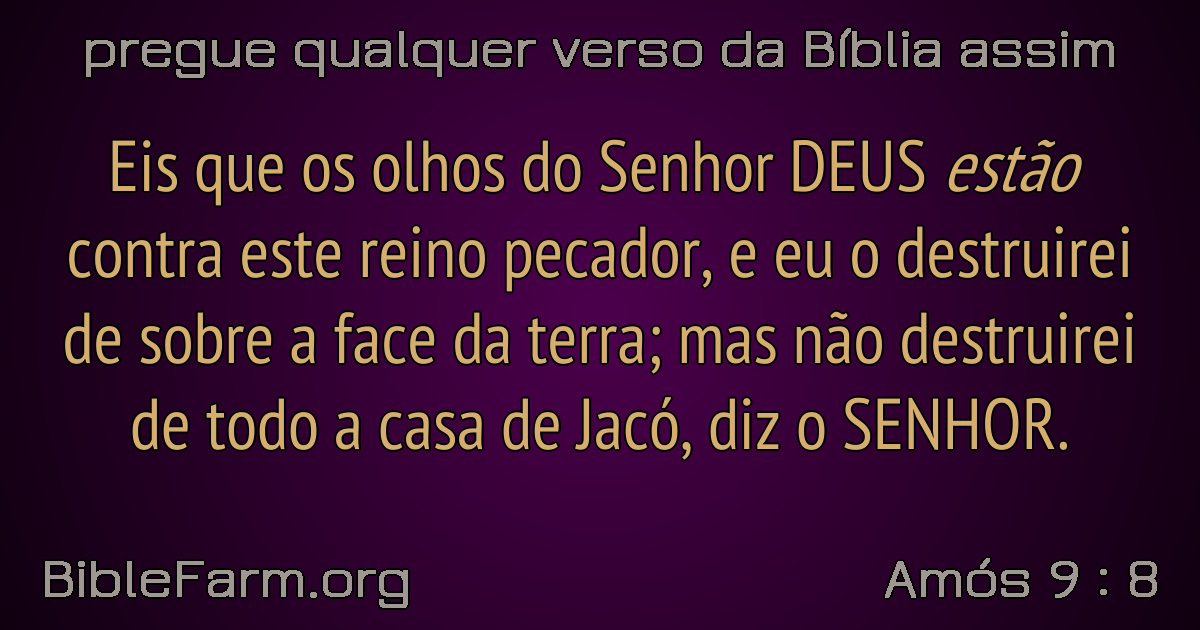 pregue qualquer verso da Bíblia assim
Eis que os olhos do Senhor DEUS estão
contra este reino pecador, e eu o destruirei
de sobre a face da terra; mas não destruirei
de todo a casa de Jacó, diz o SENHOR.
BibleFarm.org
Amós 9 : 8